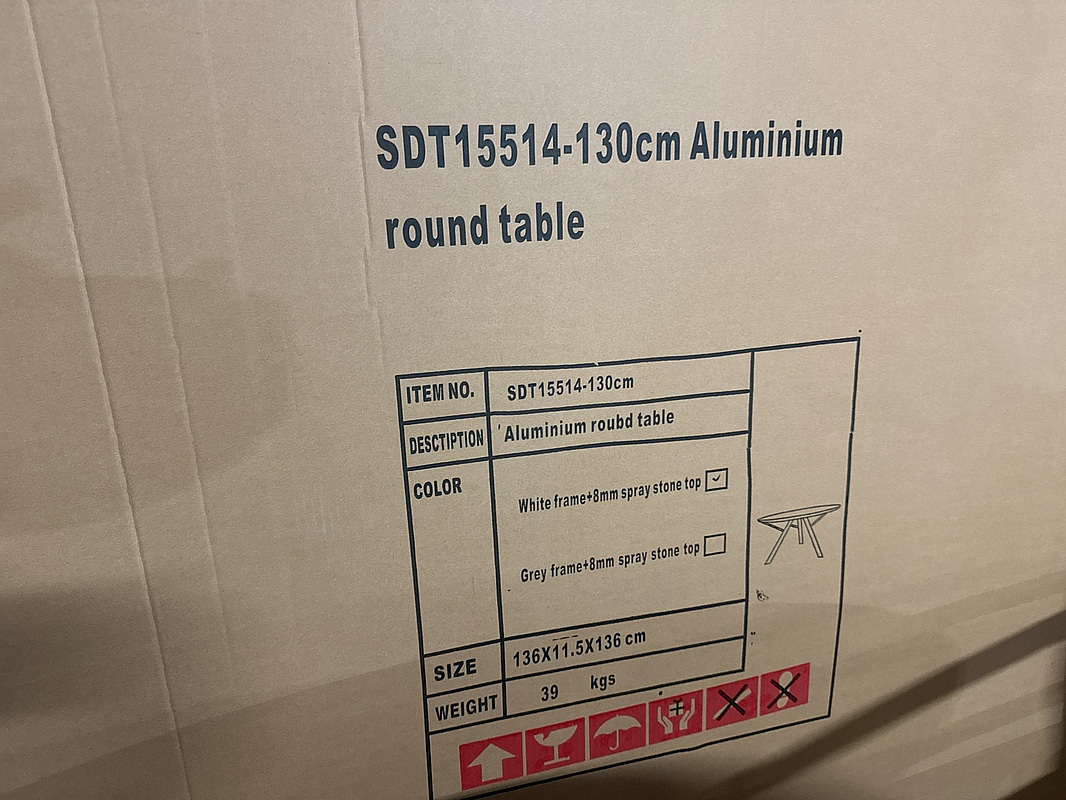 SDT15514-130cm Aluminium
round table
ITEM NO. SDT15514-130cm
DESCTIPTION Aluminium roubd table
COLOR
White frame+8mm spray stone top
Grey frame+8mm spray stone top
SIZE 136X11.5X136 cm
WEIGHT 39 kgs